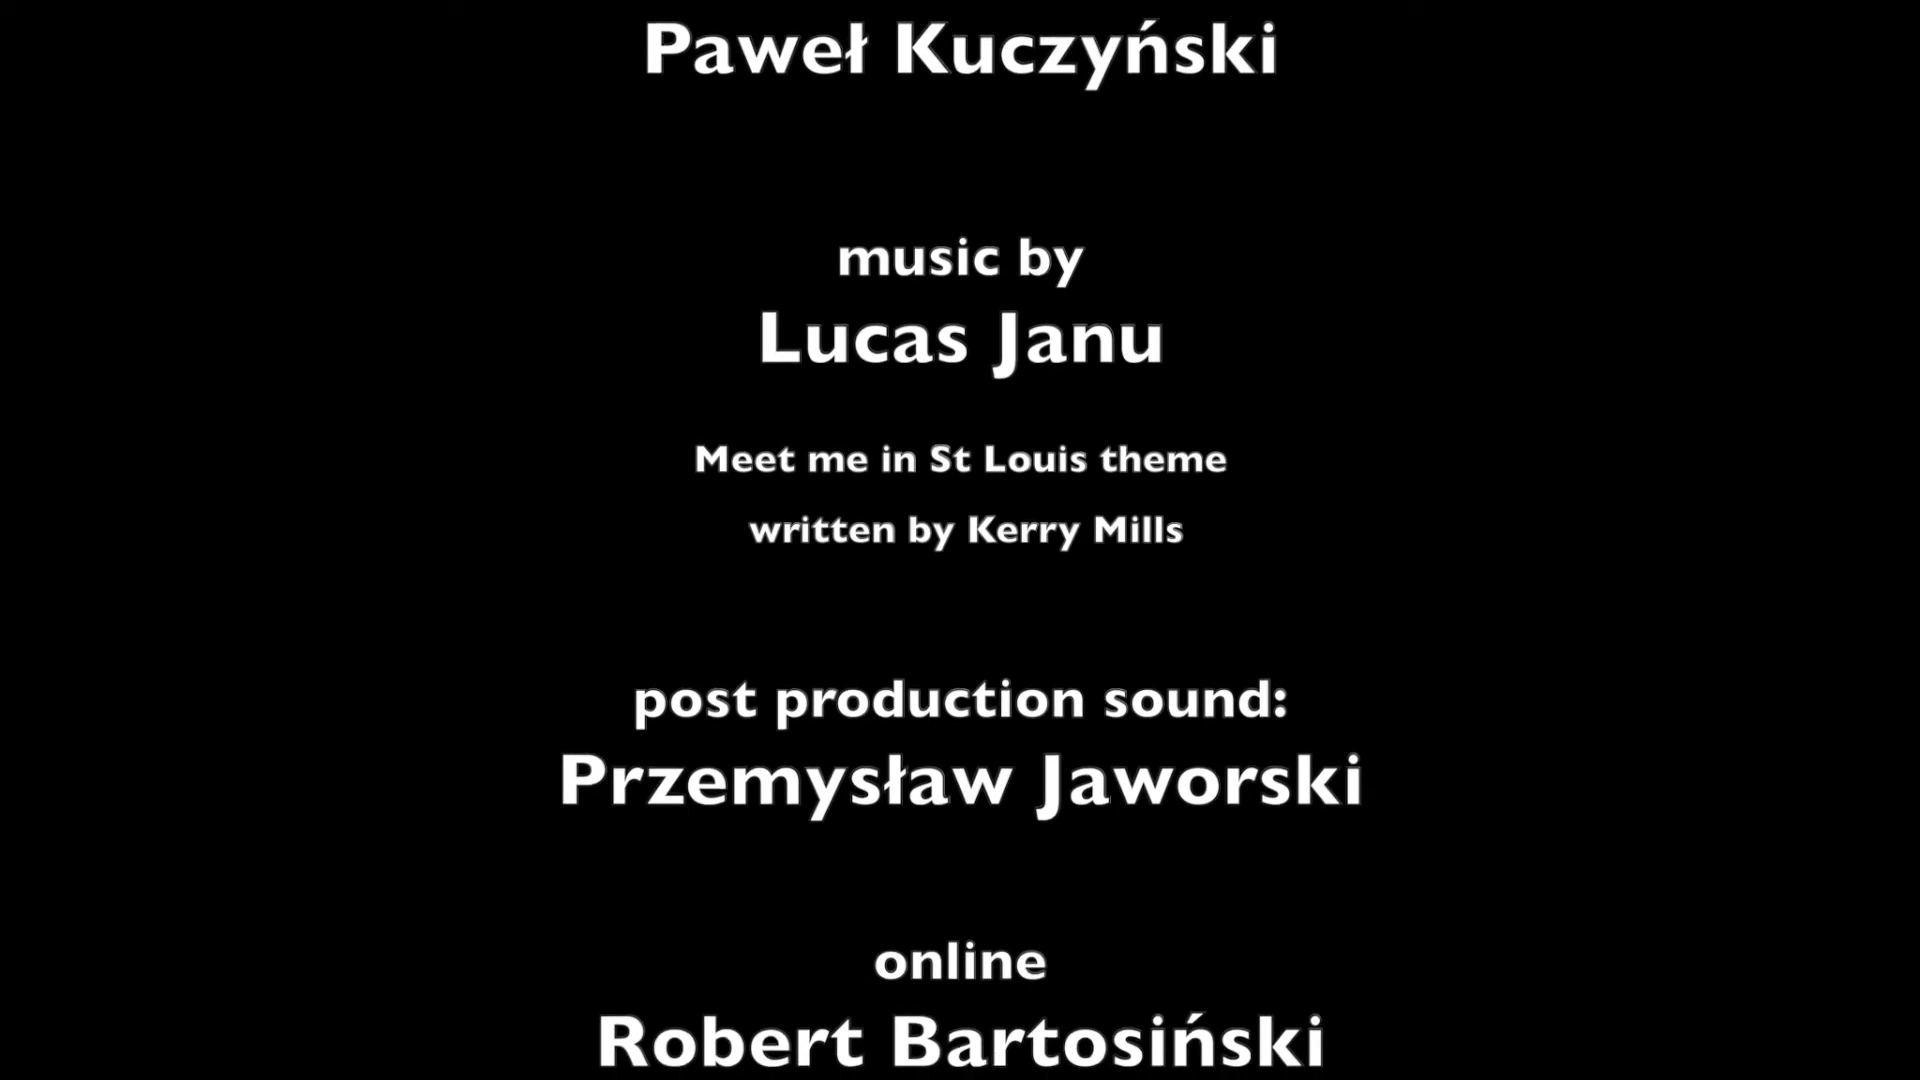 Paweł Kuczyński
music by
Lucas Janu
Meet me in St Louis theme
written by Kerry Mills
post production sound:
Przemysław Jaworski
online
Robert Bartosiński